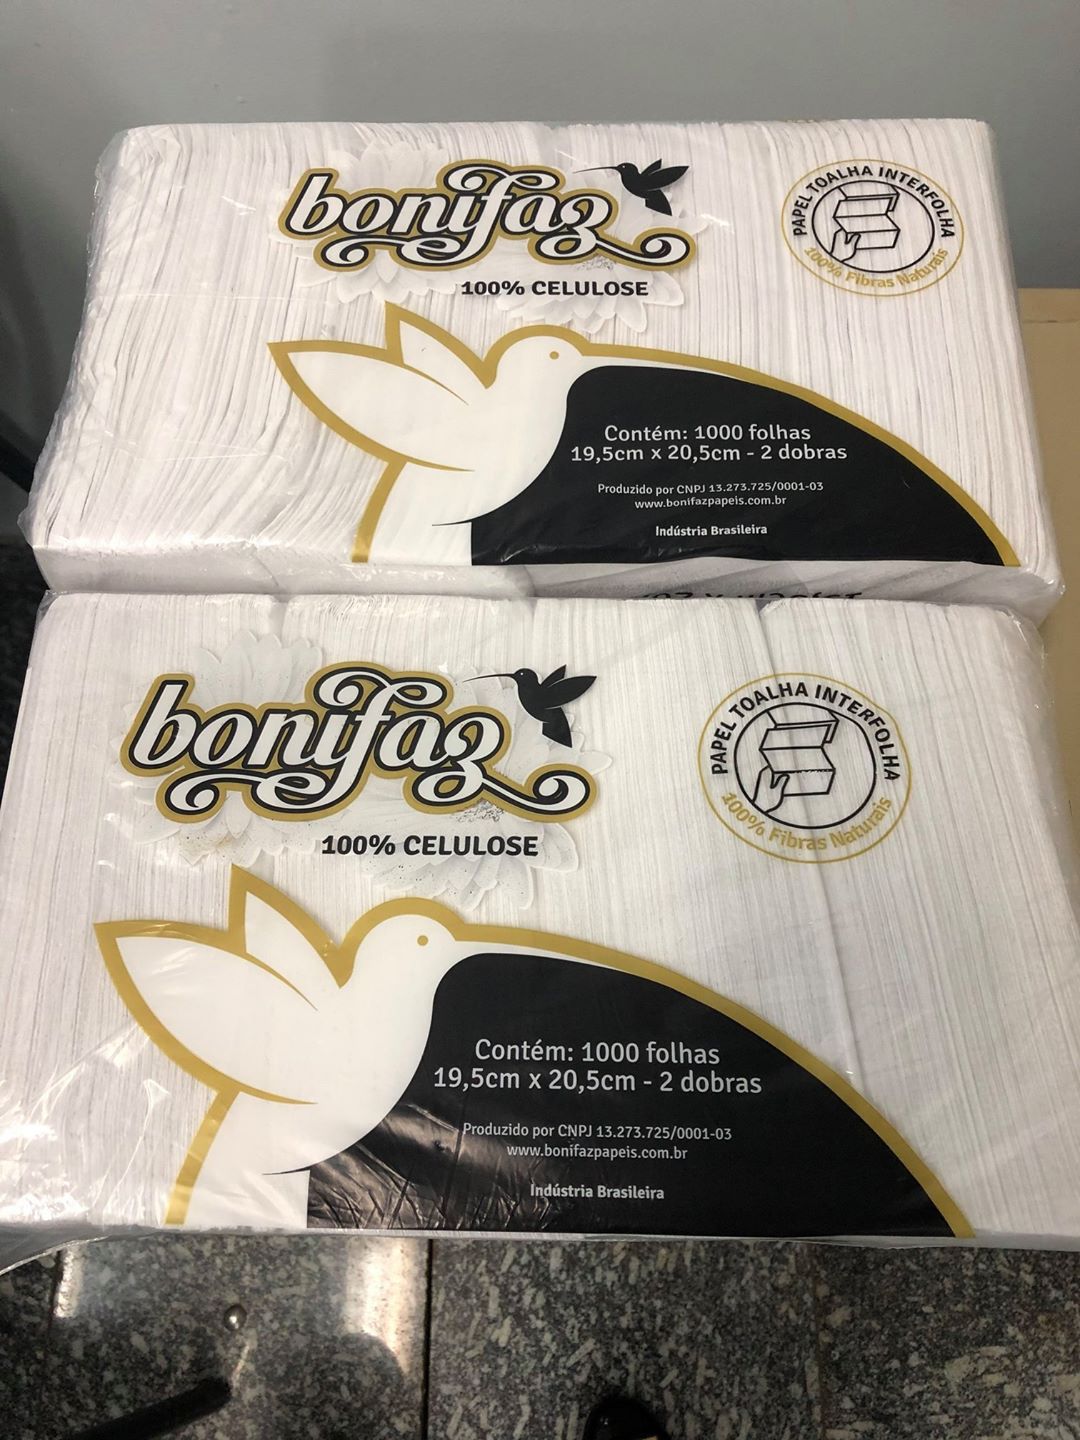 bonifaz
100% CELULOSE
PAPEL TOALHA INTERFOLHA
100% Fibras Naturais
Contém: 1000 folhas
19,5cm x 20,5cm - 2 dobras
Produzido por CNPJ 13.273.725/0001-03
www.bonifazpapeis.com.br
Indústria Brasileira
bonifaz
100% CELULOSE
PAPEL TOALHA INTERFOLHA
100% Fibras Naturais
Contém: 1000 folhas
19,5cm x 20,5cm - 2 dobras
Produzido por CNPJ 13.273.725/0001-03
www.bonifazpapeis.com.br
Indústria Brasileira